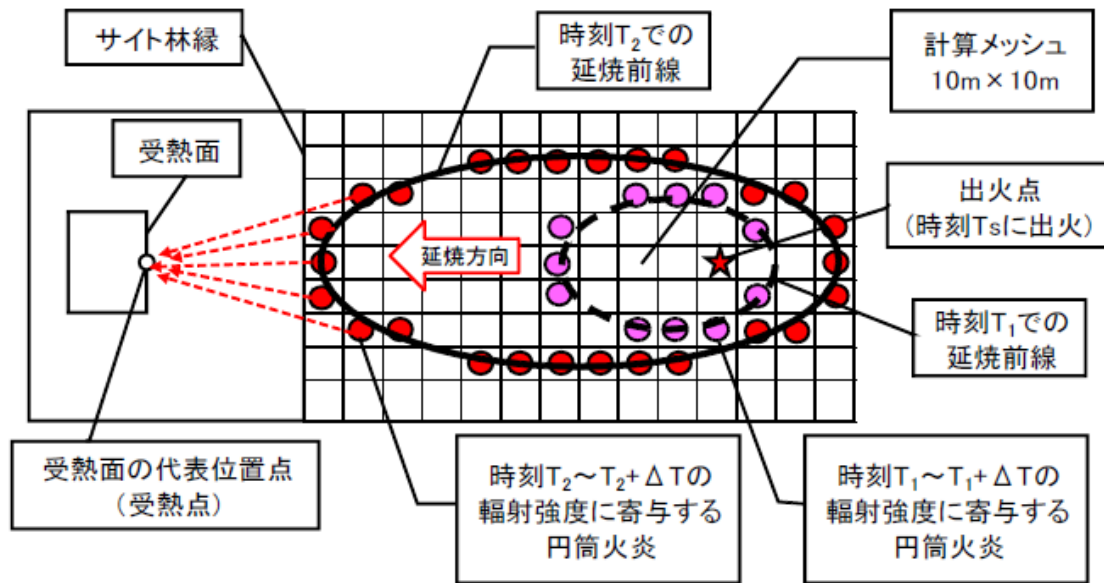 サイト林縁
時刻T₂での
延焼前線
計算メッシュ
10m×10m
受熱面
出火点
(時刻Tsに出火)
延焼方向
時刻T₁での
延焼前線
受熱面の代表位置点
(受熱点)
時刻T₂~T₂+ΔTの
輻射強度に寄与する
円筒火炎
時刻T₁~T₁+ΔTの
輻射強度に寄与する
円筒火炎